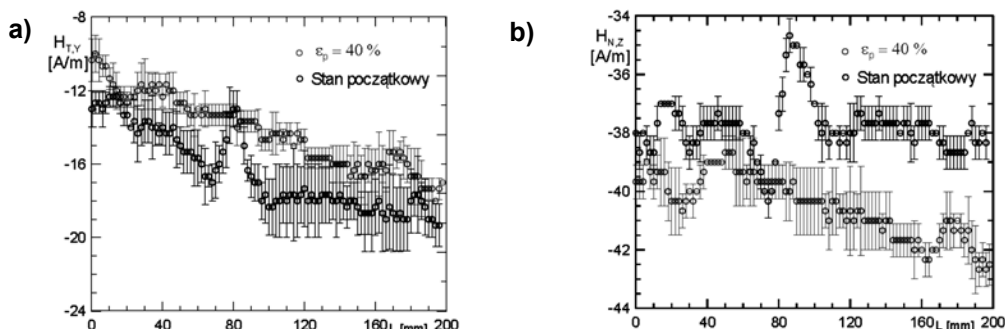 a)
H_T,Y
[A/m]
-8
-12
-16
-20
-24
ε_p = 40 %
Stan początkowy
0 40 80 120 160 L [mm] 200
b)
H_N,Z
[A/m]
-34
-36
-38
-40
-42
-44
ε_p = 40 %
Stan początkowy
0 40 80 120 160 L [mm] 200